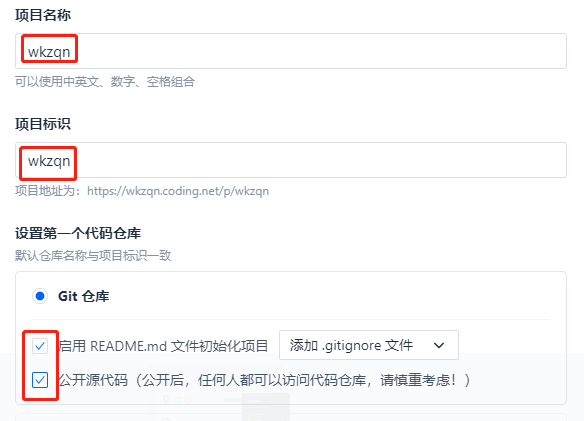 项目名称
wkzqn
可以使用中英文、数字、空格组合
项目标识
wkzqn
项目地址为：https://wkzqn.coding.net/p/wkzqn
设置第一个代码仓库
默认仓库名称与项目标识一致
Git 仓库
启用 README.md 文件初始化项目 添加 .gitignore 文件
公开源代码（公开后，任何人都可以访问代码仓库，请慎重考虑！）